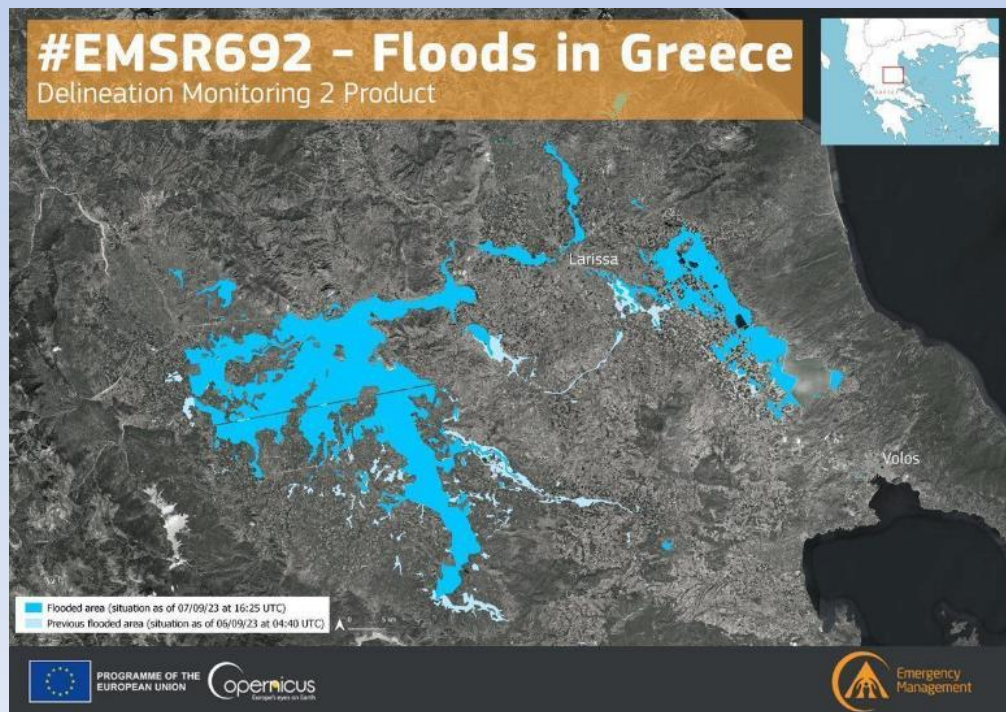 #EMSR692 - Floods in Greece
Delineation Monitoring 2 Product
Larissa
Volos
Flooded area (situation as of 07/09/23 at 16:25 UTC)
Previous flooded area (situation as of 06/09/23 at 04:40 UTC)
PROGRAMME OF THE
EUROPEAN UNION
opernicus
Europe's eyes on Earth
Emergency
Management